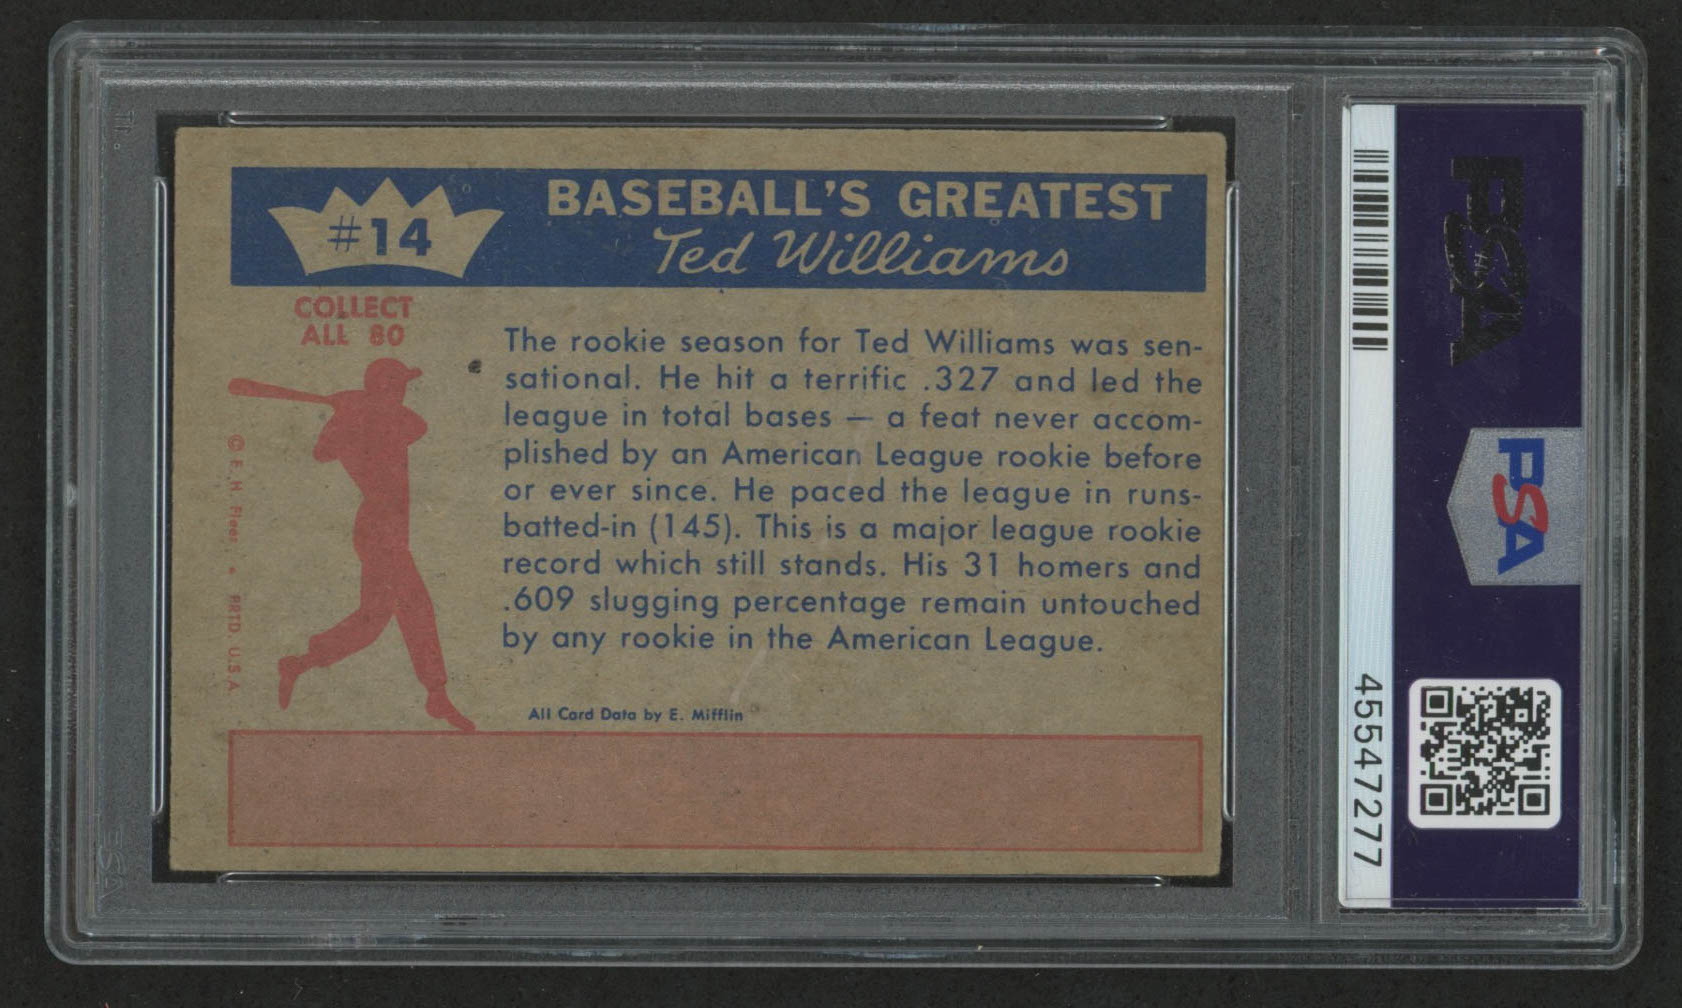 #14
BASEBALL'S GREATEST
Ted Williams
COLLECT
ALL 80
The rookie season for Ted Williams was sen-
sational. He hit a terrific .327 and led the
league in total bases — a feat never accom-
plished by an American League rookie before
or ever since. He paced the league in runs-
batted-in (145). This is a major league rookie
record which still stands. His 31 homers and
.609 slugging percentage remain untouched
by any rookie in the American League.
All Card Data by E. Mifflin
© E. H. Fleer. • PRTD U.S.A.
PSA
PSA
45547277